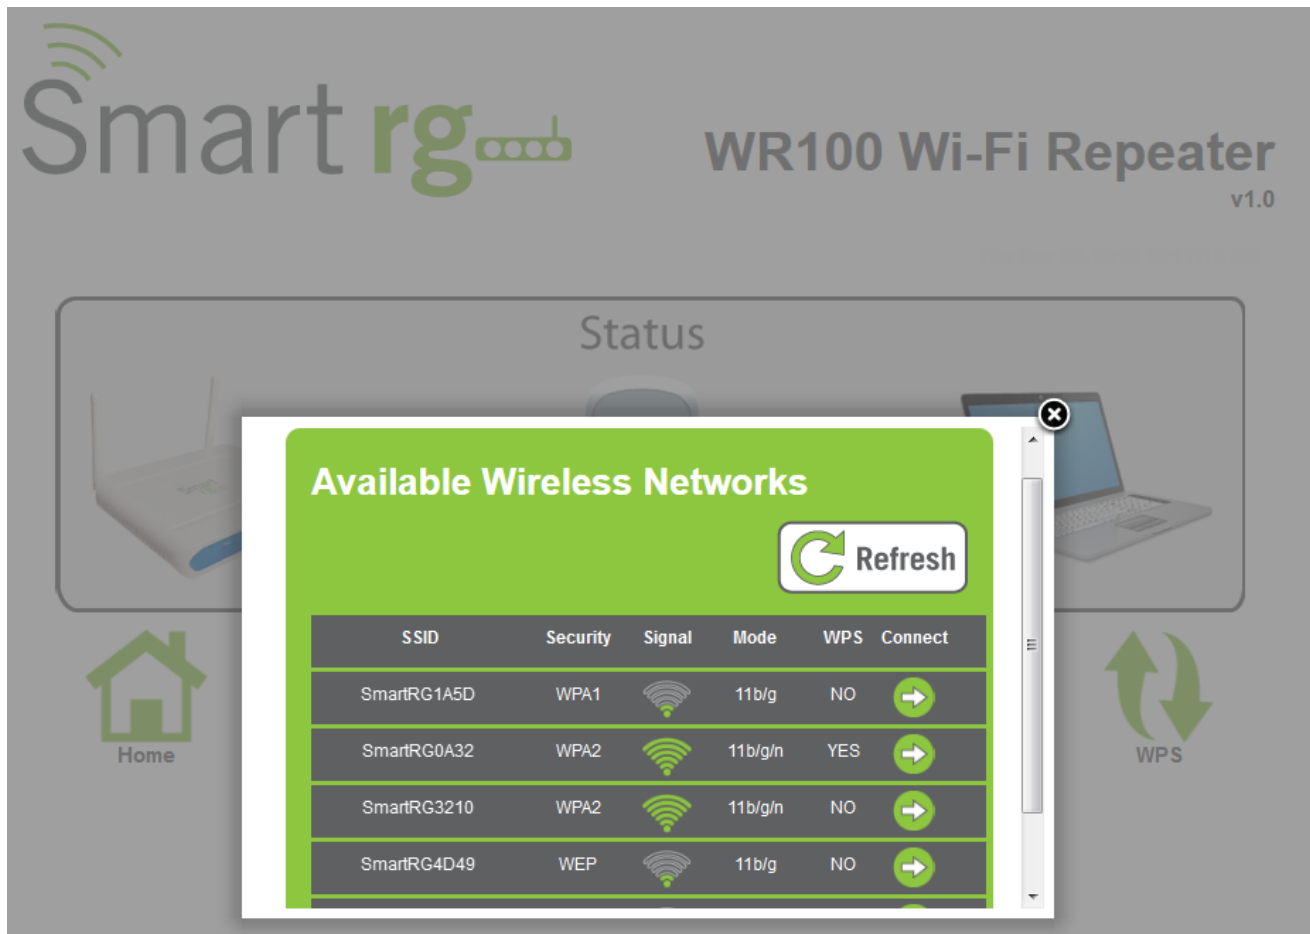 Smart rg
WR100 Wi-Fi Repeater
v1.0
Status
Available Wireless Networks
Refresh
SSID Security Signal Mode WPS Connect
SmartRG1A5D WPA1 11b/g NO
SmartRG0A32 WPA2 11b/g/n YES
SmartRG3210 WPA2 11b/g/n NO
SmartRG4D49 WEP 11b/g NO
Home
WPS